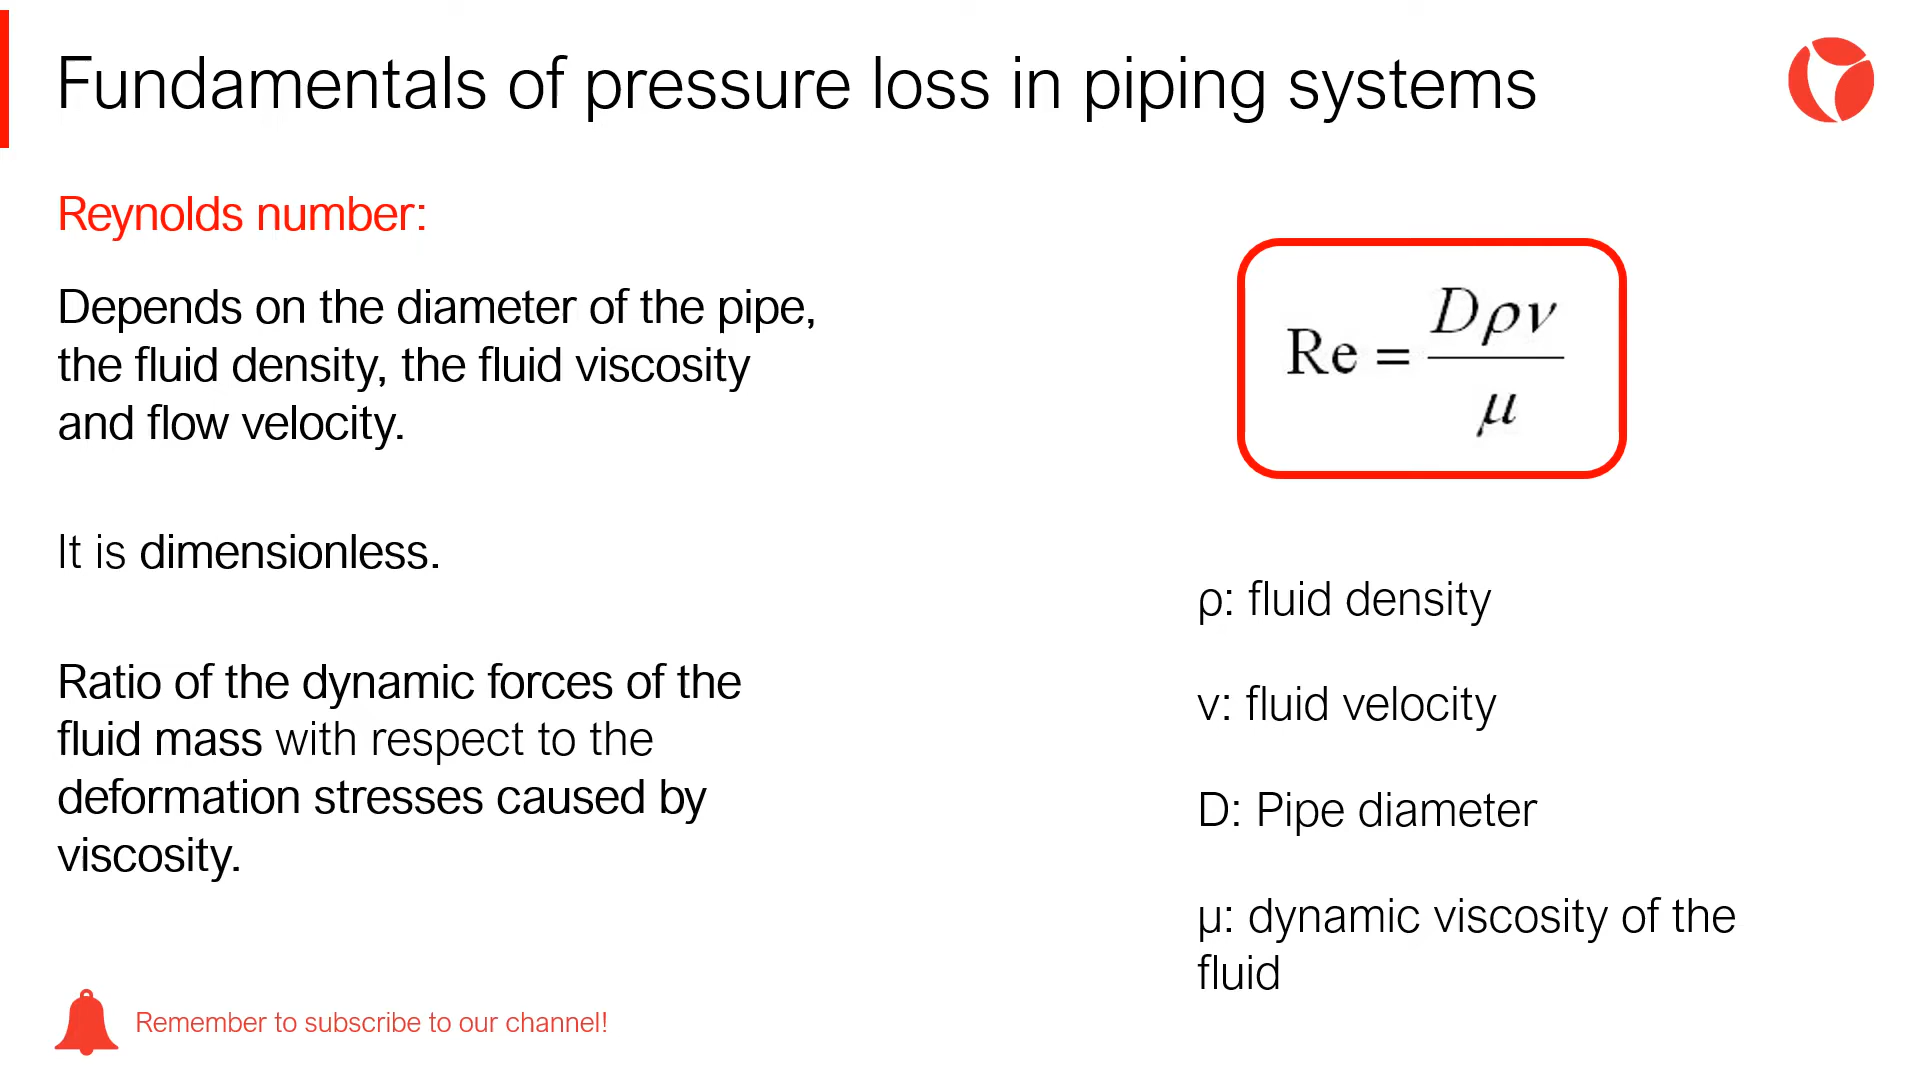 Fundamentals of pressure loss in piping systems
Reynolds number:
Depends on the diameter of the pipe,
the fluid density, the fluid viscosity
and flow velocity.
It is dimensionless.
Ratio of the dynamic forces of the
fluid mass with respect to the
deformation stresses caused by
viscosity.
Re = Dρν / μ
ρ: fluid density
v: fluid velocity
D: Pipe diameter
μ: dynamic viscosity of the
fluid
Remember to subscribe to our channel!